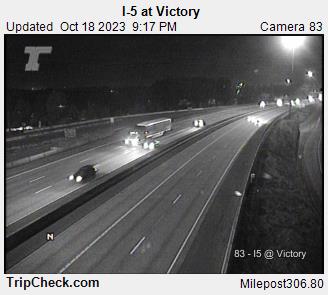 I-5 at Victory
Updated Oct 18 2023 9:17 PM Camera 83
T
N
83 - I5 @ Victory
TripCheck.com Milepost306.80